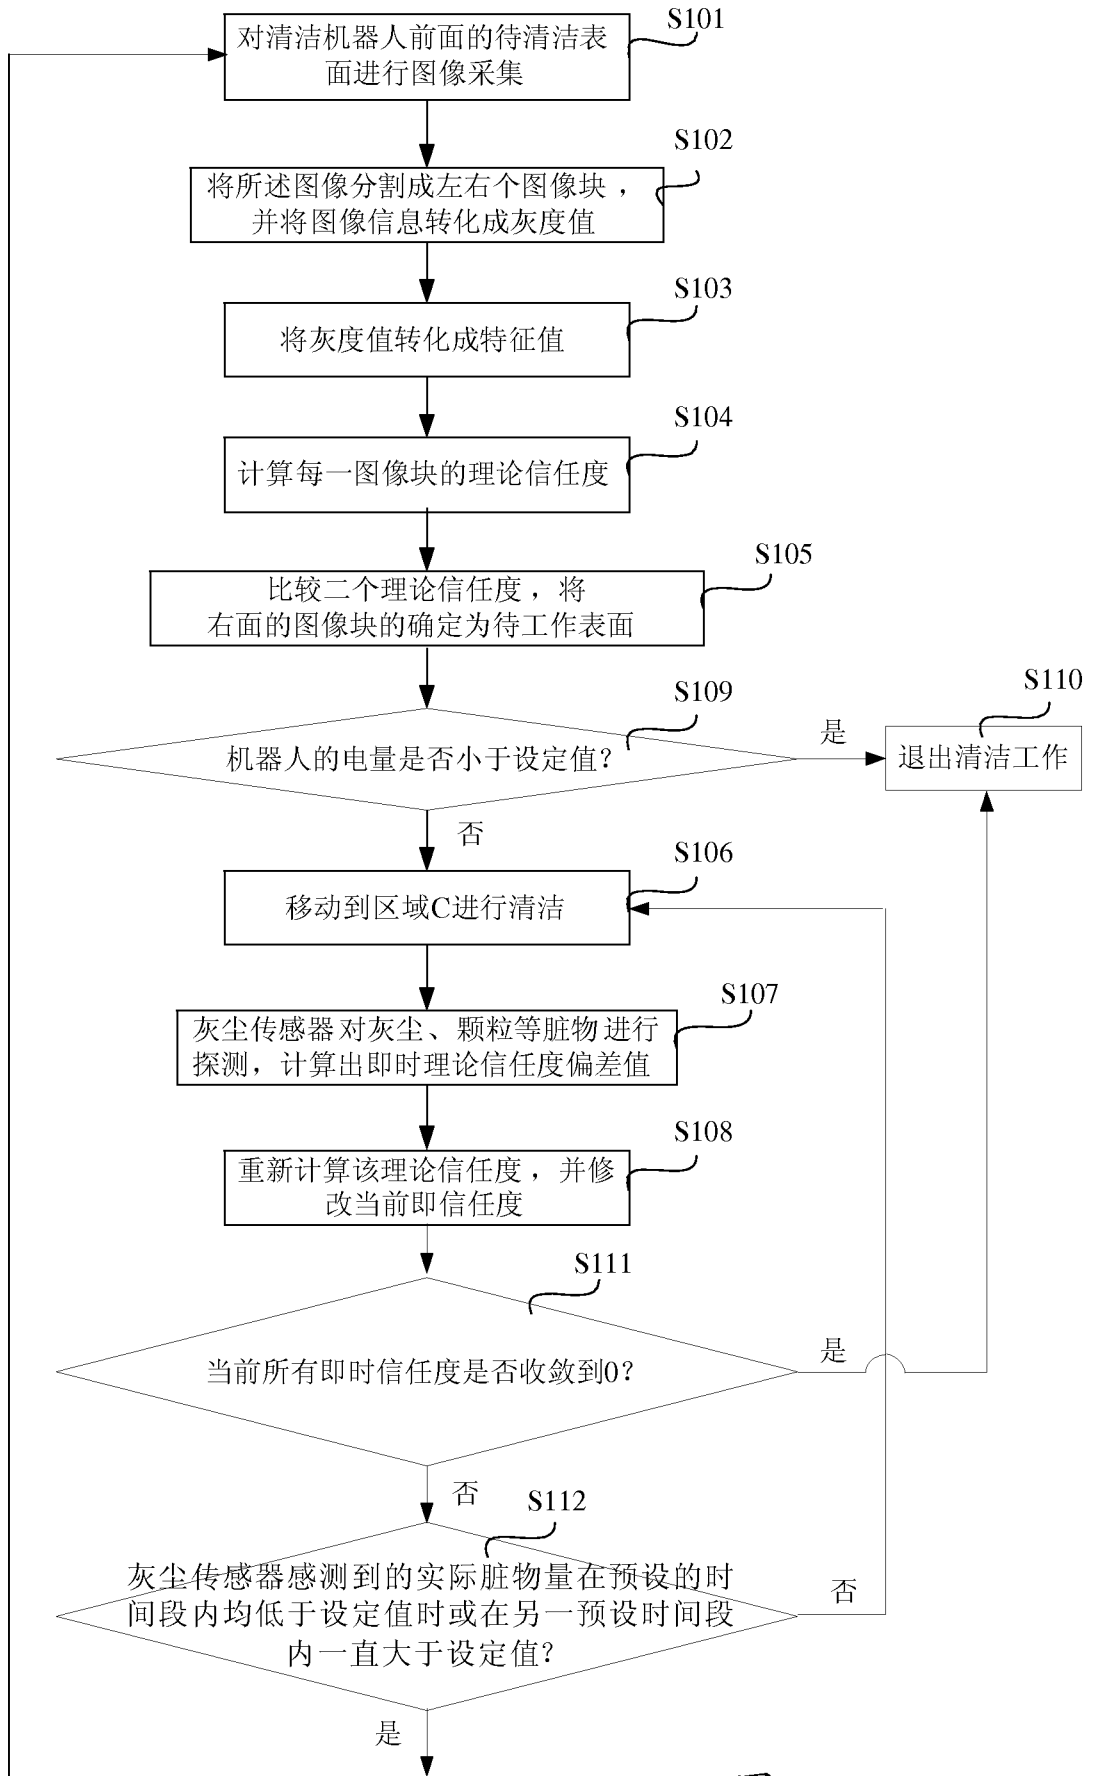 S101
对清洁机器人前面的待清洁表
面进行图像采集
S102
将所述图像分割成左右个图像块，
并将图像信息转化成灰度值
S103
将灰度值转化成特征值
S104
计算每一图像块的理论信任度
S105
比较二个理论信任度，将
右面的图像块的确定为待工作表面
S109
机器人的电量是否小于设定值？
是
S110
退出清洁工作
否
S106
移动到区域C进行清洁
S107
灰尘传感器对灰尘、颗粒等脏物进行
探测，计算出即时理论信任度偏差值
S108
重新计算该理论信任度，并修
改当前即信任度
S111
当前所有即时信任度是否收敛到0？
是
否
S112
灰尘传感器感测到的实际脏物量在预设的时
间段内均低于设定值时或在另一预设时间段
内一直大于设定值？
否
是